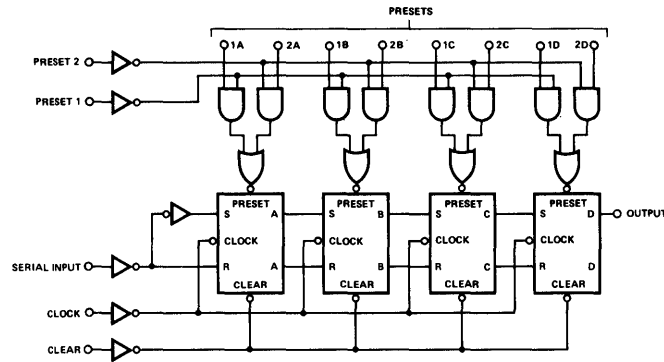 PRESETS
1A 2A 1B 2B 1C 2C 1D 2D
PRESET 2
PRESET 1
PRESET PRESET PRESET PRESET
S A S B S C S D OUTPUT
CLOCK CLOCK CLOCK CLOCK
SERIAL INPUT R A R B R C R D
CLEAR CLEAR CLEAR CLEAR
CLOCK
CLEAR